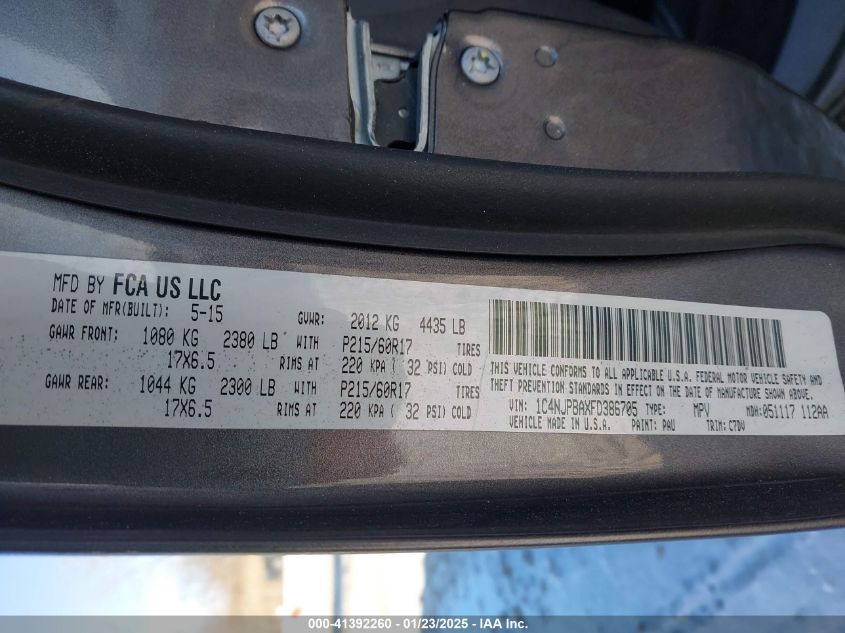 MFD BY FCA US LLC
DATE OF MFR(BUILT): 5-15 GVWR: 2012 KG 4435 LB
GAWR FRONT: 1080 KG 2380 LB WITH P215/60R17 TIRES
17X6.5 RIMS AT 220 KPA ( 32 PSI) COLD
GAWR REAR: 1044 KG 2300 LB WITH P215/60R17 TIRES
17X6.5 RIMS AT 220 KPA ( 32 PSI) COLD
THIS VEHICLE CONFORMS TO ALL APPLICABLE U.S.A. FEDERAL MOTOR VEHICLE SAFETY AND
THEFT PREVENTION STANDARDS IN EFFECT ON THE DATE OF MANUFACTURE SHOWN ABOVE.
VIN: 1C4NJPBAXFD386705 TYPE: MPV MDH: 051117 112AA
VEHICLE MADE IN U.S.A. PAINT: PAU TRIM: C7DV
000-41392260 - 01/23/2025 - IAA Inc.